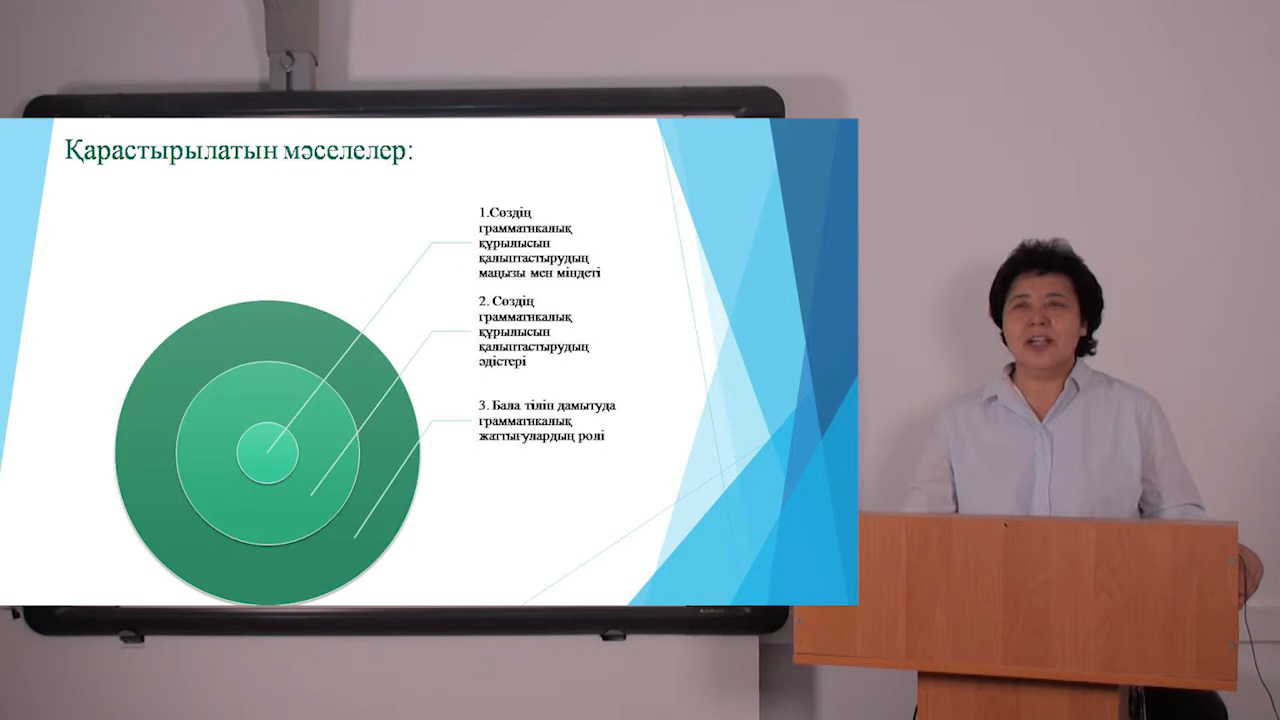 Қарастырылатын мәселелер:
1.Сөздің
грамматикалық
құрылысын
қалыптастырудың
маңызы мен міндеті
2. Сөздің
грамматикалық
құрылысын
қалыптастырудың
әдістері
3. Бала тілін дамытуда
грамматикалық
жаттығулардың ролі